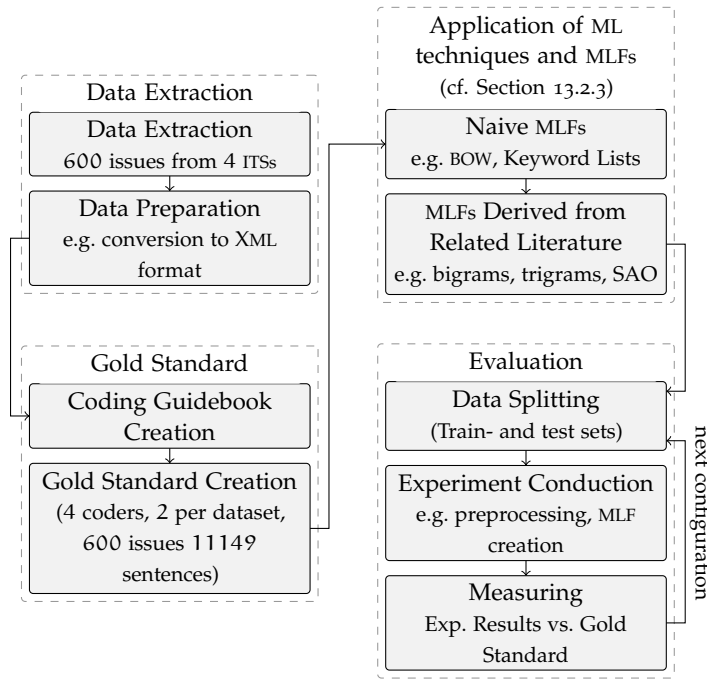 Data Extraction
Data Extraction
600 issues from 4 ITSs
Data Preparation
e.g. conversion to XML
format
Gold Standard
Coding Guidebook
Creation
Gold Standard Creation
(4 coders, 2 per dataset,
600 issues 11149
sentences)
Application of ML
techniques and MLFs
(cf. Section 13.2.3)
Naive MLFs
e.g. BOW, Keyword Lists
MLFs Derived from
Related Literature
e.g. bigrams, trigrams, SAO
Evaluation
Data Splitting
(Train- and test sets)
Experiment Conduction
e.g. preprocessing, MLF
creation
Measuring
Exp. Results vs. Gold
Standard
next configuration